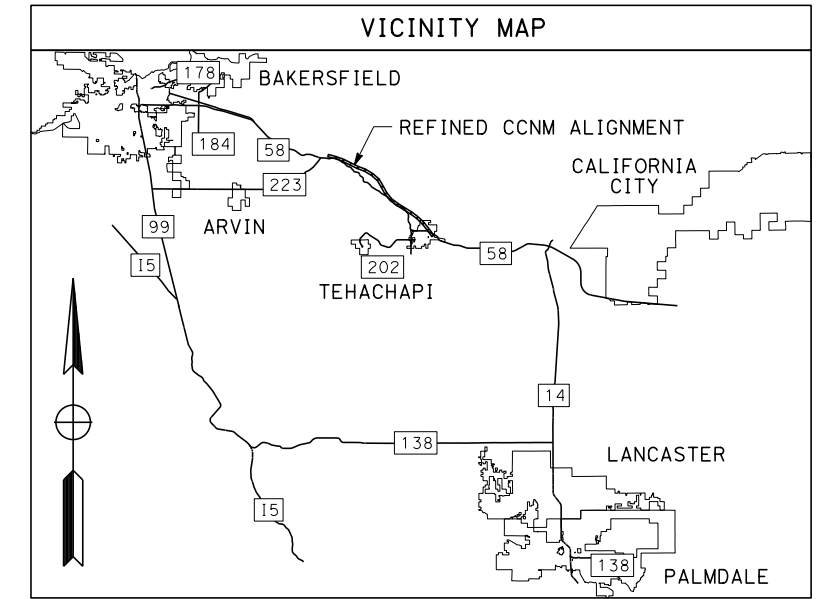 VICINITY MAP
178
BAKERSFIELD
REFINED CCNM ALIGNMENT
184
58
CALIFORNIA
CITY
223
99
ARVIN
58
I5
202
TEHACHAPI
14
138
LANCASTER
I5
138
PALMDALE